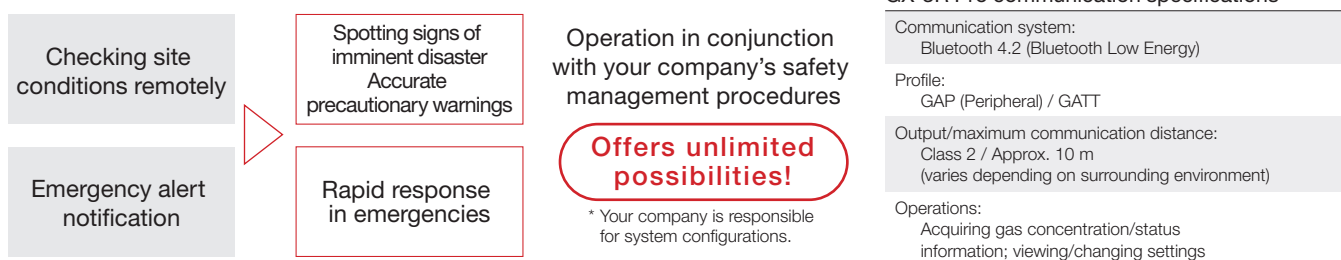 Checking site
conditions remotely
Emergency alert
notification
Spotting signs of
imminent disaster
Accurate
precautionary warnings
Rapid response
in emergencies
Operation in conjunction
with your company's safety
management procedures
Offers unlimited
possibilities!
* Your company is responsible
for system configurations.
communication specifications
Communication system:
Bluetooth 4.2 (Bluetooth Low Energy)
Profile:
GAP (Peripheral) / GATT
Output/maximum communication distance:
Class 2 / Approx. 10 m
(varies depending on surrounding environment)
Operations:
Acquiring gas concentration/status
information; viewing/changing settings